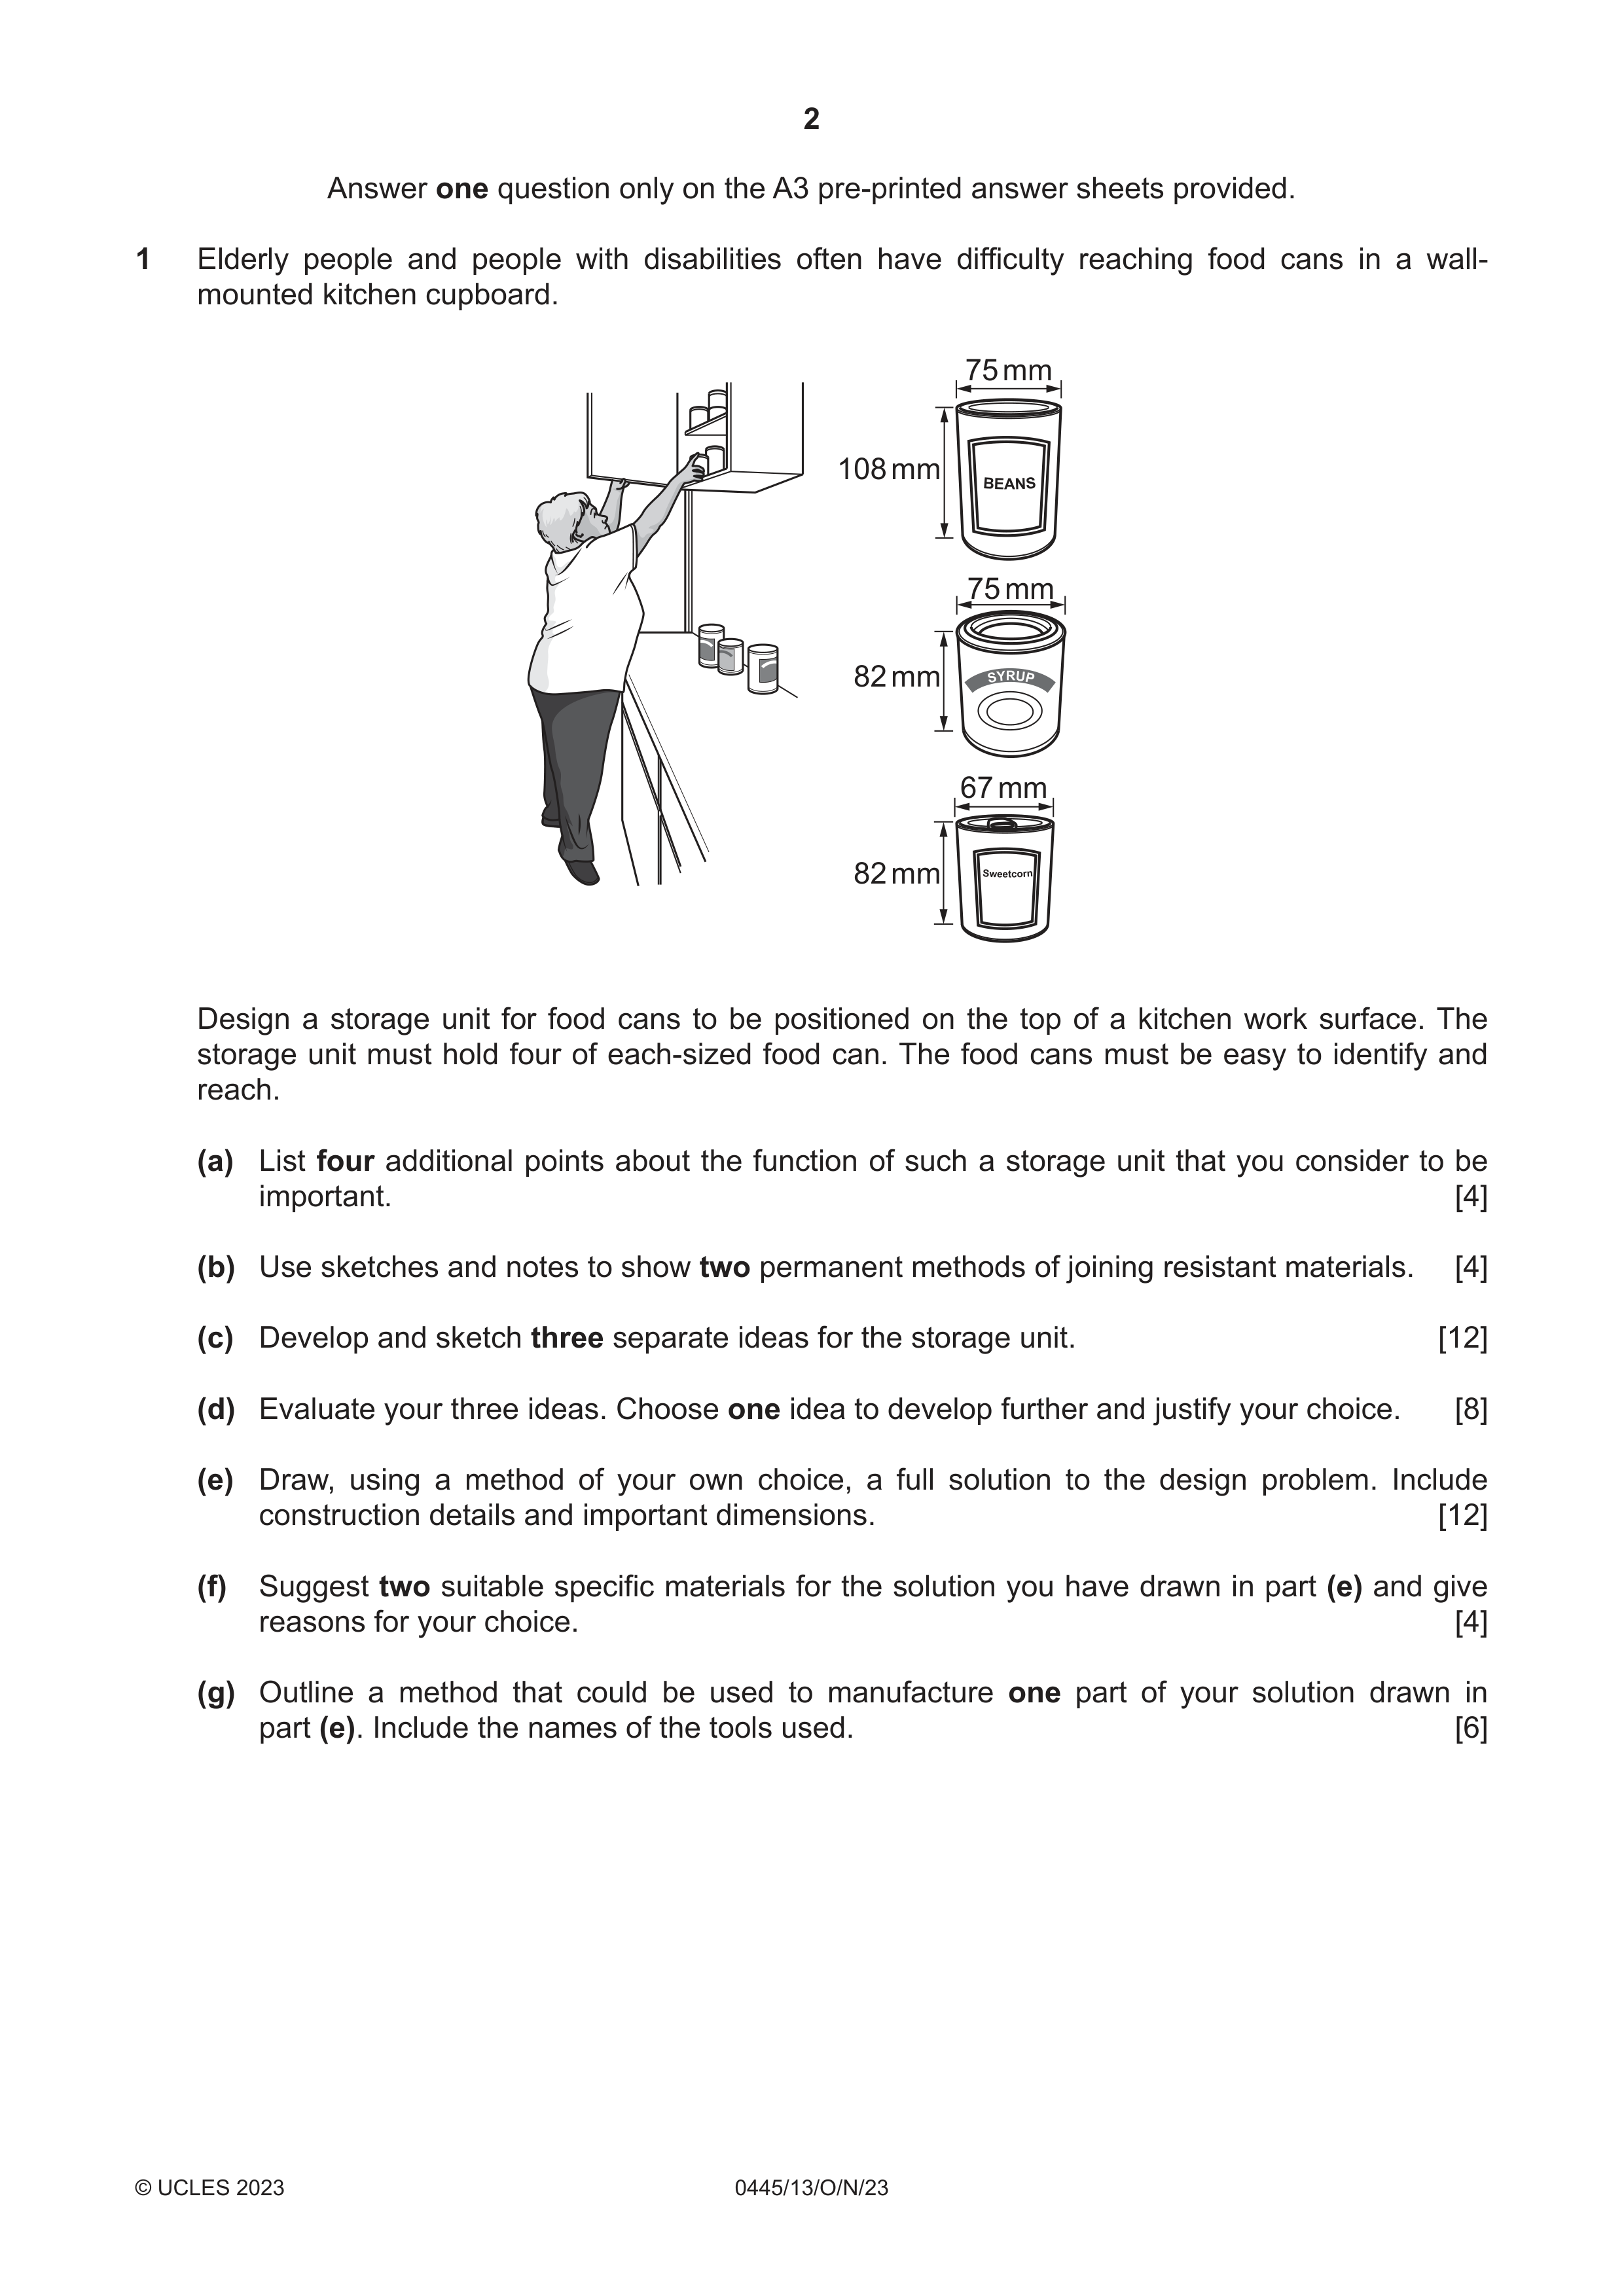 2
Answer one question only on the A3 pre-printed answer sheets provided.
1 Elderly people and people with disabilities often have difficulty reaching food cans in a wall-
mounted kitchen cupboard.
75 mm
108 mm
BEANS
75 mm
82 mm
SYRUP
67 mm
82 mm
Sweetcorn
Design a storage unit for food cans to be positioned on the top of a kitchen work surface. The
storage unit must hold four of each-sized food can. The food cans must be easy to identify and
reach.
(a) List four additional points about the function of such a storage unit that you consider to be
important. [4]
(b) Use sketches and notes to show two permanent methods of joining resistant materials. [4]
(c) Develop and sketch three separate ideas for the storage unit. [12]
(d) Evaluate your three ideas. Choose one idea to develop further and justify your choice. [8]
(e) Draw, using a method of your own choice, a full solution to the design problem. Include
construction details and important dimensions. [12]
(f) Suggest two suitable specific materials for the solution you have drawn in part (e) and give
reasons for your choice. [4]
(g) Outline a method that could be used to manufacture one part of your solution drawn in
part (e). Include the names of the tools used. [6]
© UCLES 2023 0445/13/O/N/23